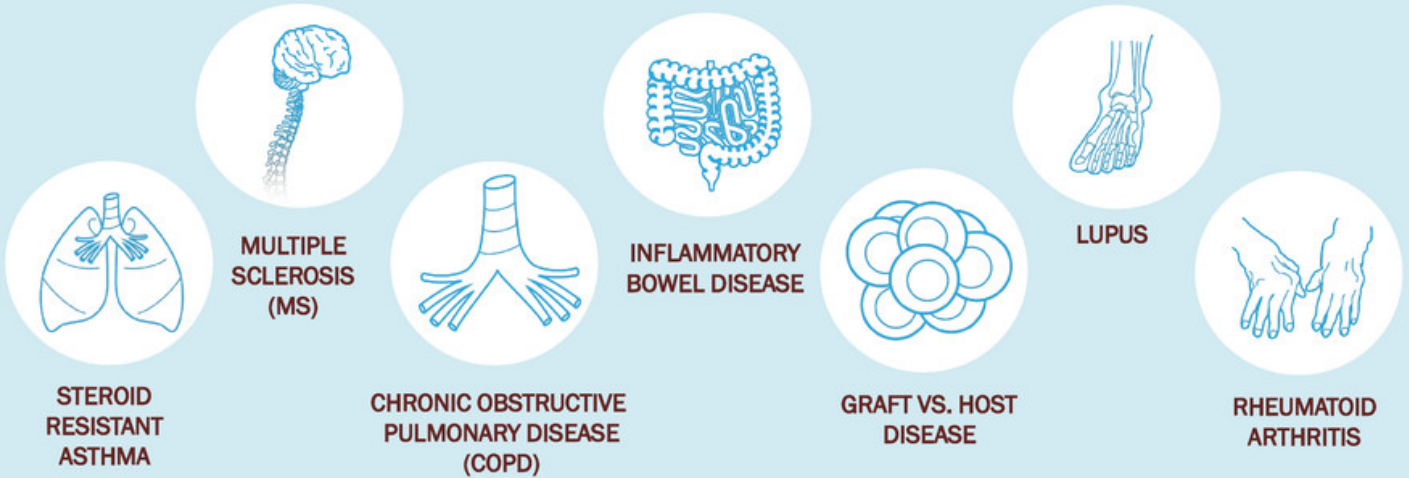 STEROID
RESISTANT
ASTHMA
MULTIPLE
SCLEROSIS
(MS)
CHRONIC OBSTRUCTIVE
PULMONARY DISEASE
(COPD)
INFLAMMATORY
BOWEL DISEASE
GRAFT VS. HOST
DISEASE
LUPUS
RHEUMATOID
ARTHRITIS